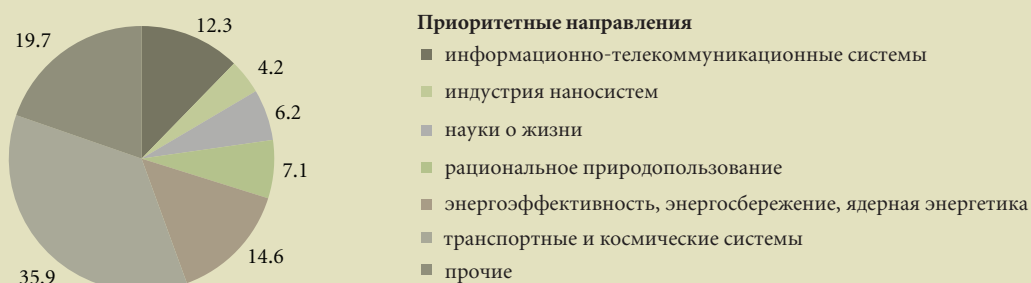 12.3
19.7
4.2
6.2
7.1
14.6
35.9
Приоритетные направления
информационно-телекоммуникационные системы
индустрия наносистем
науки о жизни
рациональное природопользование
энергоэффективность, энергосбережение, ядерная энергетика
транспортные и космические системы
прочие